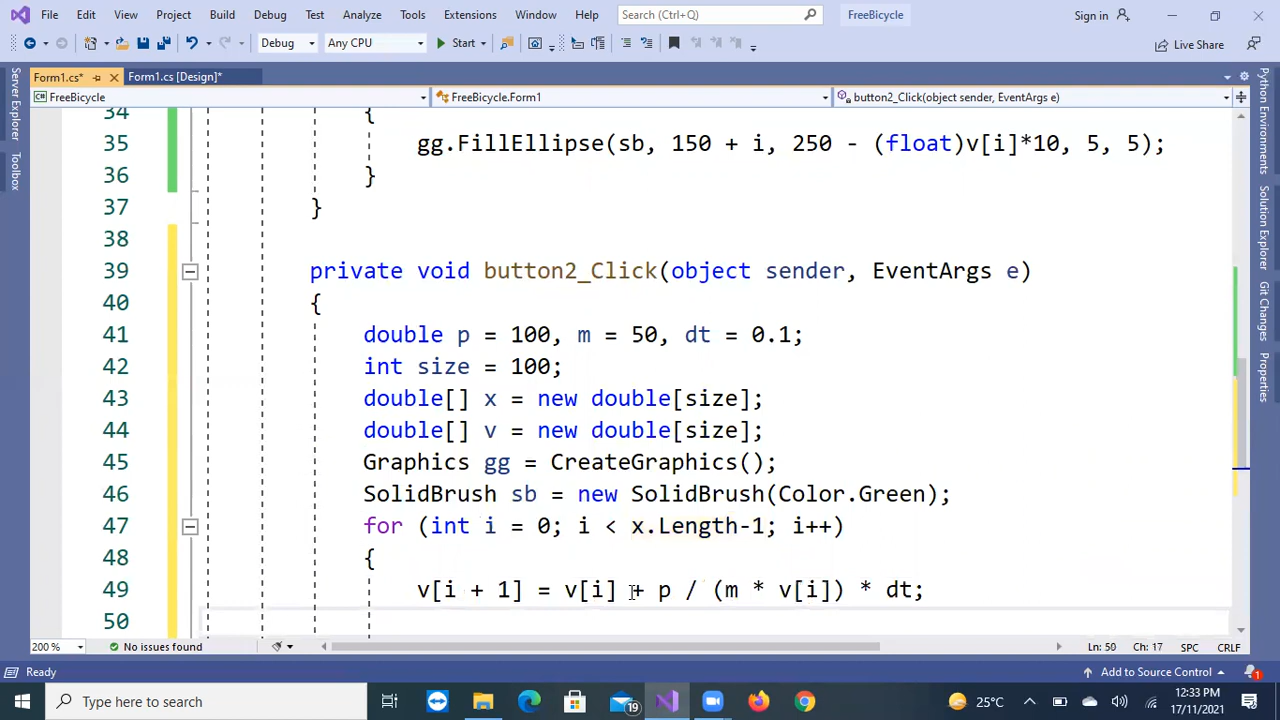 File Edit View Project Build Debug Test Analyze Tools Extensions Window Help Search (Ctrl+Q) FreeBicycle Sign in
Debug Any CPU Start Live Share
Form1.cs* Form1.cs [Design]*
FreeBicycle FreeBicycle.Form1 button2_Click(object sender, EventArgs e)
Server Explorer
Toolbox
Python Environments
Solution Explorer
Git Changes
Properties
34 {
35 gg.FillEllipse(sb, 150 + i, 250 - (float)v[i]*10, 5, 5);
36 }
37 }
38
39 private void button2_Click(object sender, EventArgs e)
40 {
41 double p = 100, m = 50, dt = 0.1;
42 int size = 100;
43 double[] x = new double[size];
44 double[] v = new double[size];
45 Graphics gg = CreateGraphics();
46 SolidBrush sb = new SolidBrush(Color.Green);
47 for (int i = 0; i < x.Length-1; i++)
48 {
49 v[i + 1] = v[i] + p / (m * v[i]) * dt;
50
200 % No issues found Ln: 50 Ch: 17 SPC CRLF
Ready Add to Source Control 1
Type here to search 19 25°C 12:33 PM
17/11/2021